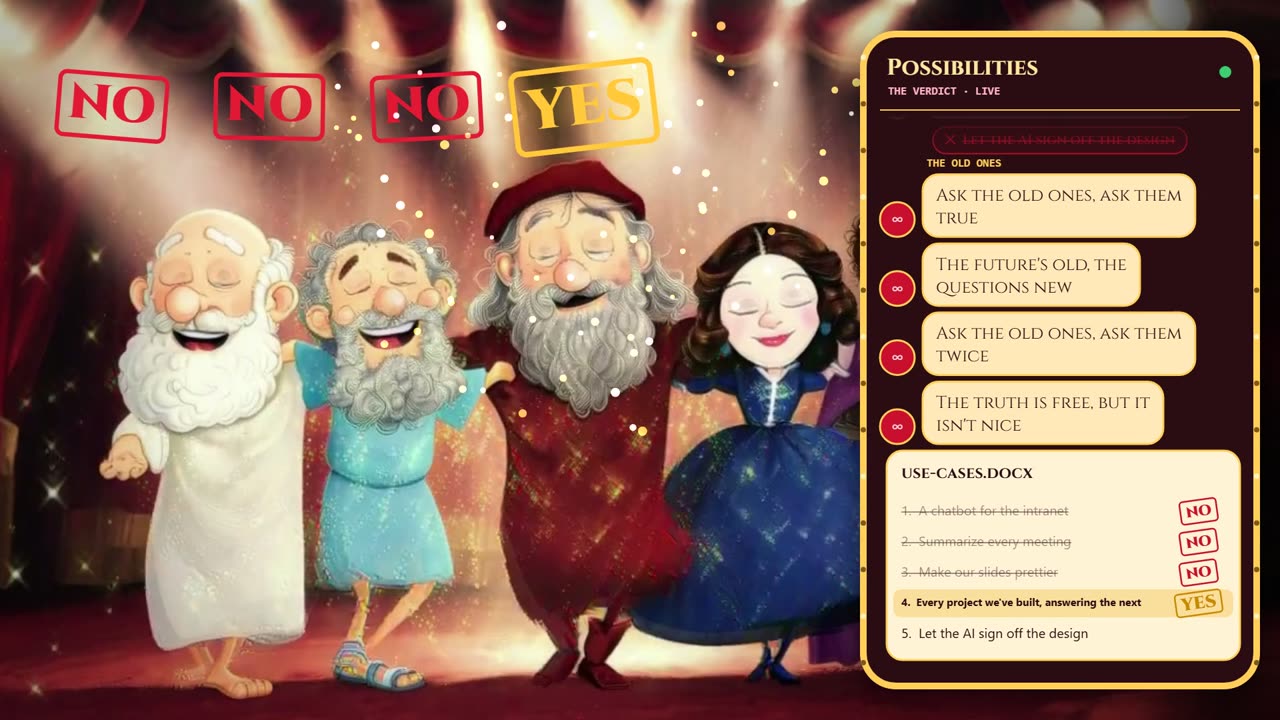 NO
NO
NO
YES
Possibilities
THE VERDICT · LIVE
× Let the AI sign off the design
THE OLD ONES
∞ Ask the old ones, ask them
true
∞ The future's old, the
questions new
∞ Ask the old ones, ask them
twice
∞ The truth is free, but it
isn't nice
USE-CASES.DOCX
1. A chatbot for the intranet NO
2. Summarize every meeting NO
3. Make our slides prettier NO
4. Every project we've built, answering the next YES
5. Let the AI sign off the design